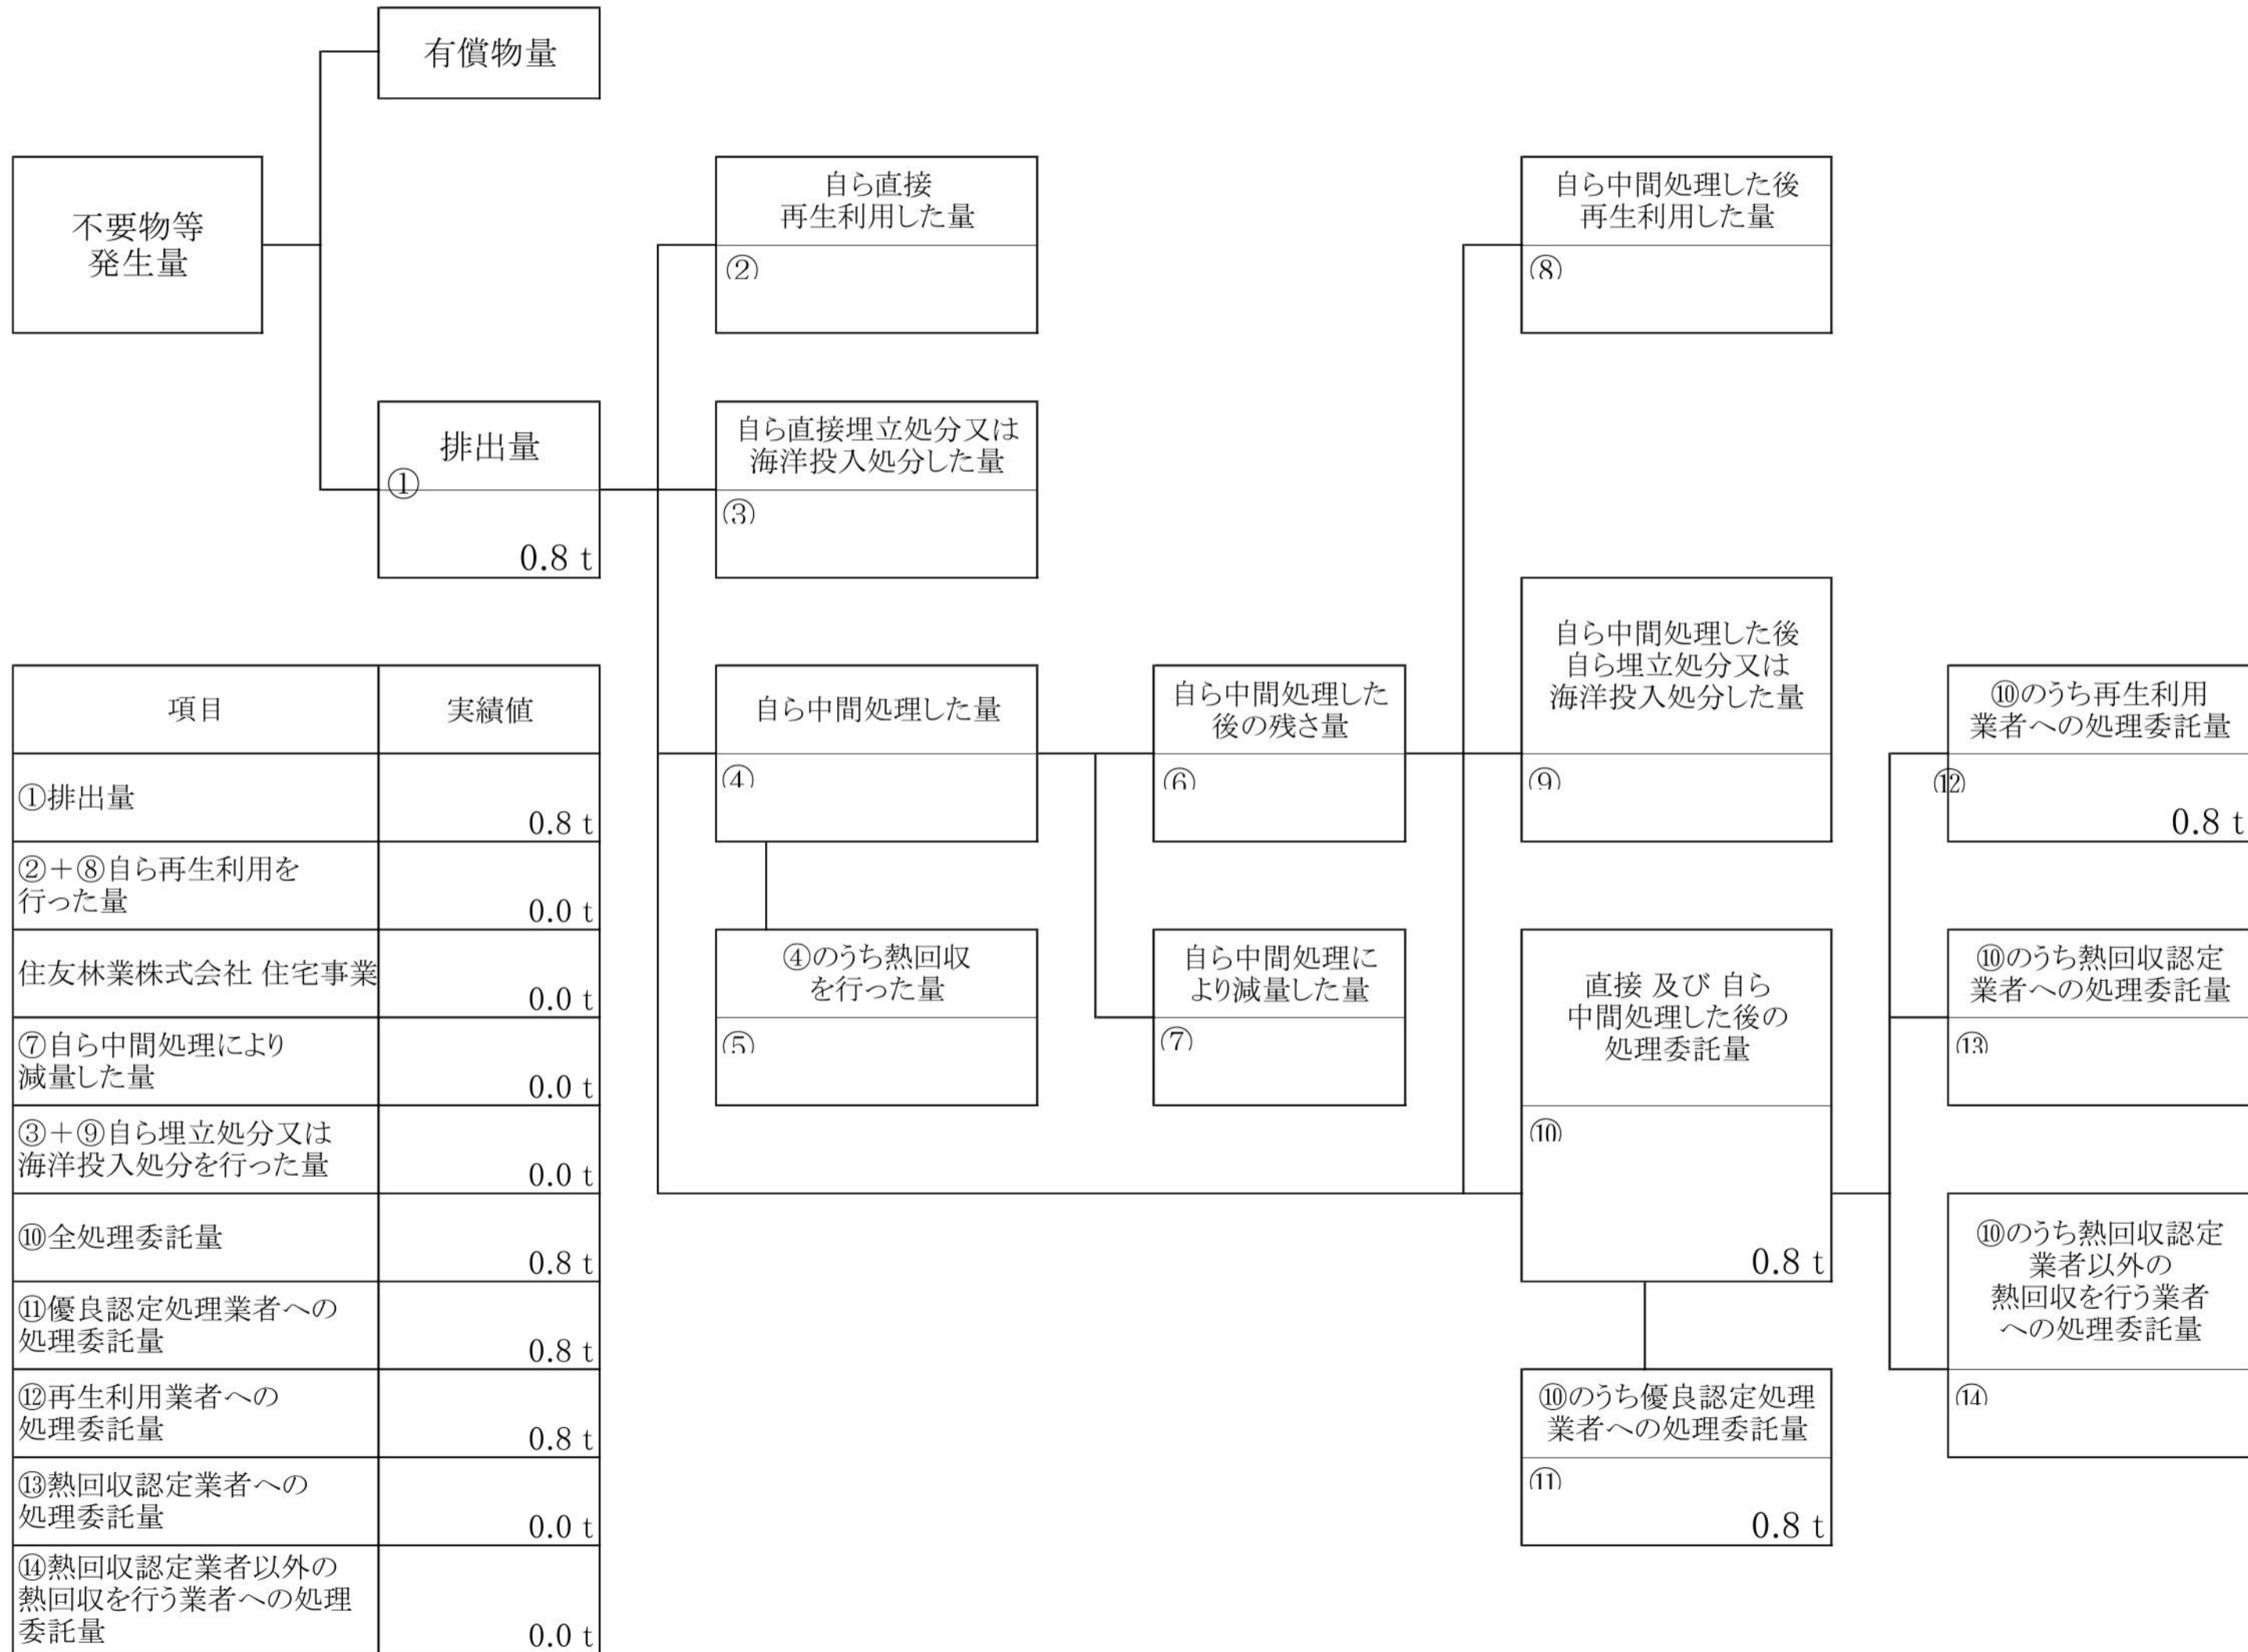 有償物量
不要物等
発生量
自ら直接
再生利用した量
②
自ら中間処理した後
再生利用した量
⑧
排出量
①
0.8 t
自ら直接埋立処分又は
海洋投入処分した量
③
項目
実績値
①排出量
0.8 t
②＋⑧自ら再生利用を
行った量
0.0 t
住友林業株式会社 住宅事業
0.0 t
⑦自ら中間処理により
減量した量
0.0 t
③＋⑨自ら埋立処分又は
海洋投入処分を行った量
0.0 t
⑩全処理委託量
0.8 t
⑪優良認定処理業者への
処理委託量
0.8 t
⑫再生利用業者への
処理委託量
0.8 t
⑬熱回収認定業者への
処理委託量
0.0 t
⑭熱回収認定業者以外の
熱回収を行う業者への処理
委託量
0.0 t
自ら中間処理した量
④
④のうち熱回収
を行った量
⑤
自ら中間処理した
後の残さ量
⑥
自ら中間処理に
より減量した量
⑦
自ら中間処理した後
自ら埋立処分又は
海洋投入処分した量
⑨
直接 及び 自ら
中間処理した後の
処理委託量
⑩
0.8 t
⑩のうち優良認定処理
業者への処理委託量
⑪
0.8 t
⑩のうち再生利用
業者への処理委託量
⑫
0.8 t
⑩のうち熱回収認定
業者への処理委託量
⑬
⑩のうち熱回収認定
業者以外の
熱回収を行う業者
への処理委託量
⑭